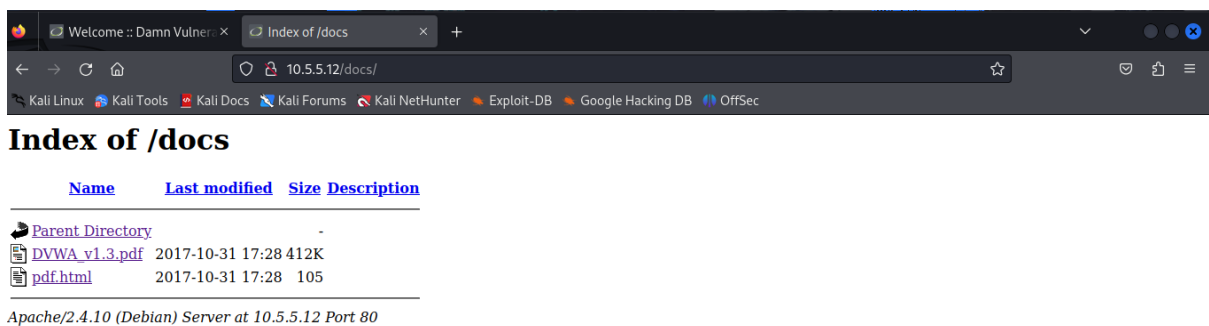 Welcome :: Damn Vulnera
Index of /docs
10.5.5.12/docs/
Kali Linux Kali Tools Kali Docs Kali Forums Kali NetHunter Exploit-DB Google Hacking DB OffSec
Index of /docs
Name Last modified Size Description
Parent Directory -
DVWA_v1.3.pdf 2017-10-31 17:28 412K
pdf.html 2017-10-31 17:28 105
Apache/2.4.10 (Debian) Server at 10.5.5.12 Port 80